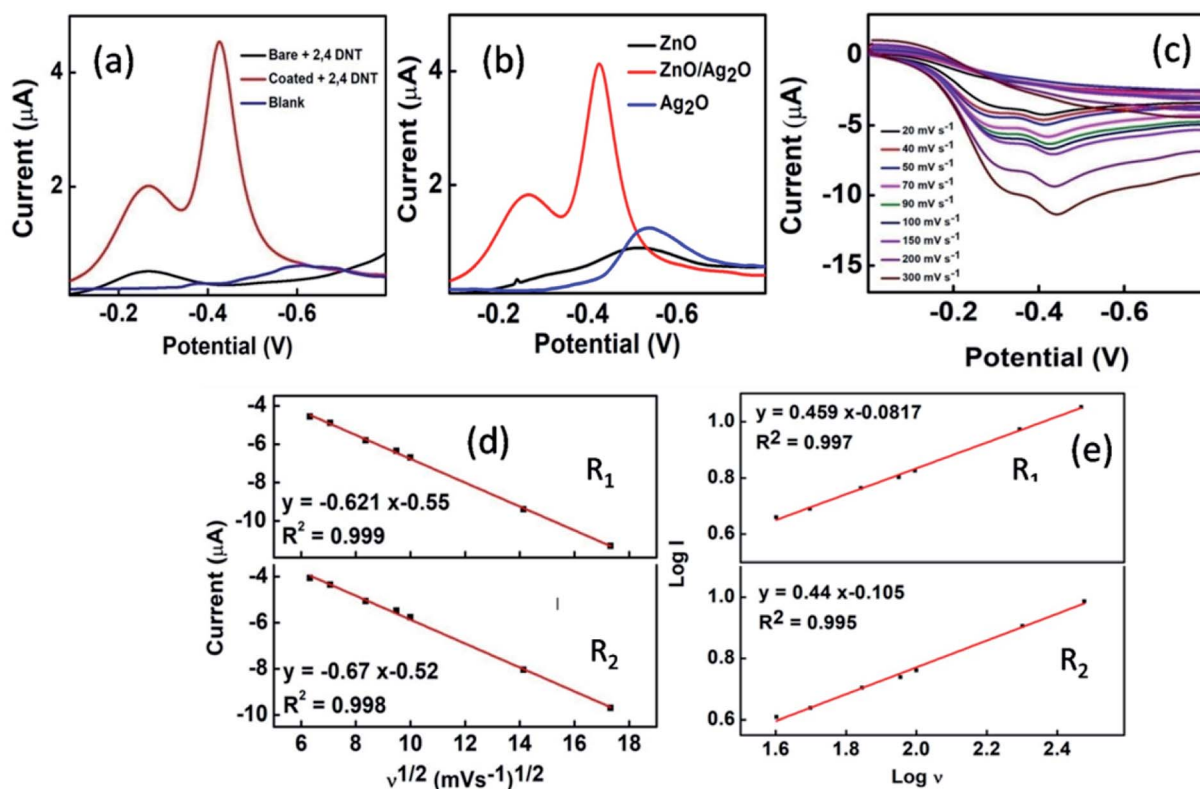 (a)
Bare + 2,4 DNT
Coated + 2,4 DNT
Blank
Current (μA)
4
2
-0.2 -0.4 -0.6
Potential (V)
(b)
ZnO
ZnO/Ag₂O
Ag₂O
Current (μA)
4
2
-0.2 -0.4 -0.6
Potential (V)
(c)
Current (μA)
0
-5
-10
-15
20 mV s⁻¹
40 mV s⁻¹
50 mV s⁻¹
70 mV s⁻¹
90 mV s⁻¹
100 mV s⁻¹
150 mV s⁻¹
200 mV s⁻¹
300 mV s⁻¹
-0.2 -0.4 -0.6
Potential (V)
(d)
Current (μA)
-4
-6
-8
-10
R₁
y = -0.621 x-0.55
R² = 0.999
-4
-6
-8
-10
R₂
y = -0.67 x-0.52
R² = 0.998
6 8 10 12 14 16 18
ν1/2 (mVs⁻¹)1/2
(e)
Log I
1.0
0.8
0.6
y = 0.459 x-0.0817
R² = 0.997
R₁
1.0
0.8
0.6
y = 0.44 x-0.105
R² = 0.995
R₂
1.6 2.0 2.4
Log ν